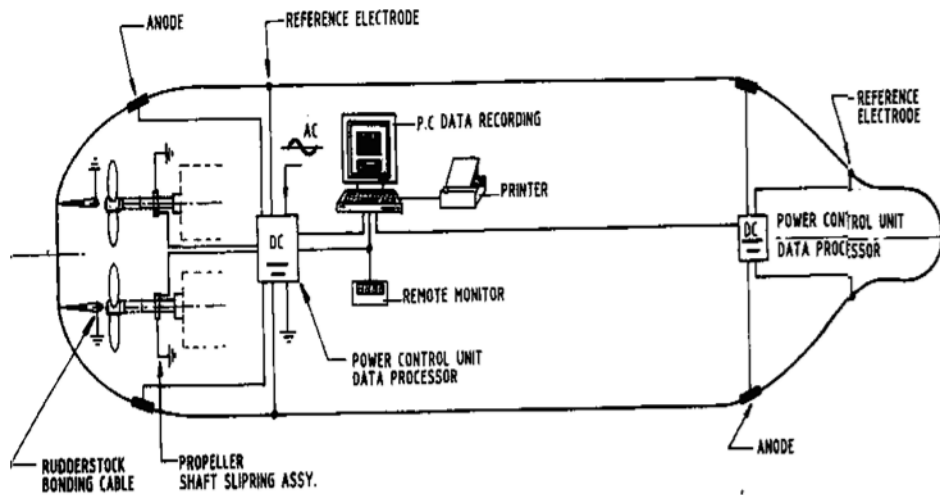 ANODE
REFERENCE ELECTRODE
AC
P.C DATA RECORDING
PRINTER
REFERENCE
ELECTRODE
DC
DC
POWER CONTROL UNIT
DATA PROCESSOR
REMOTE MONITOR
POWER CONTROL UNIT
DATA PROCESSOR
ANODE
RUDDERSTOCK
BONDING CABLE
PROPELLER
SHAFT SLIPRING ASSY.